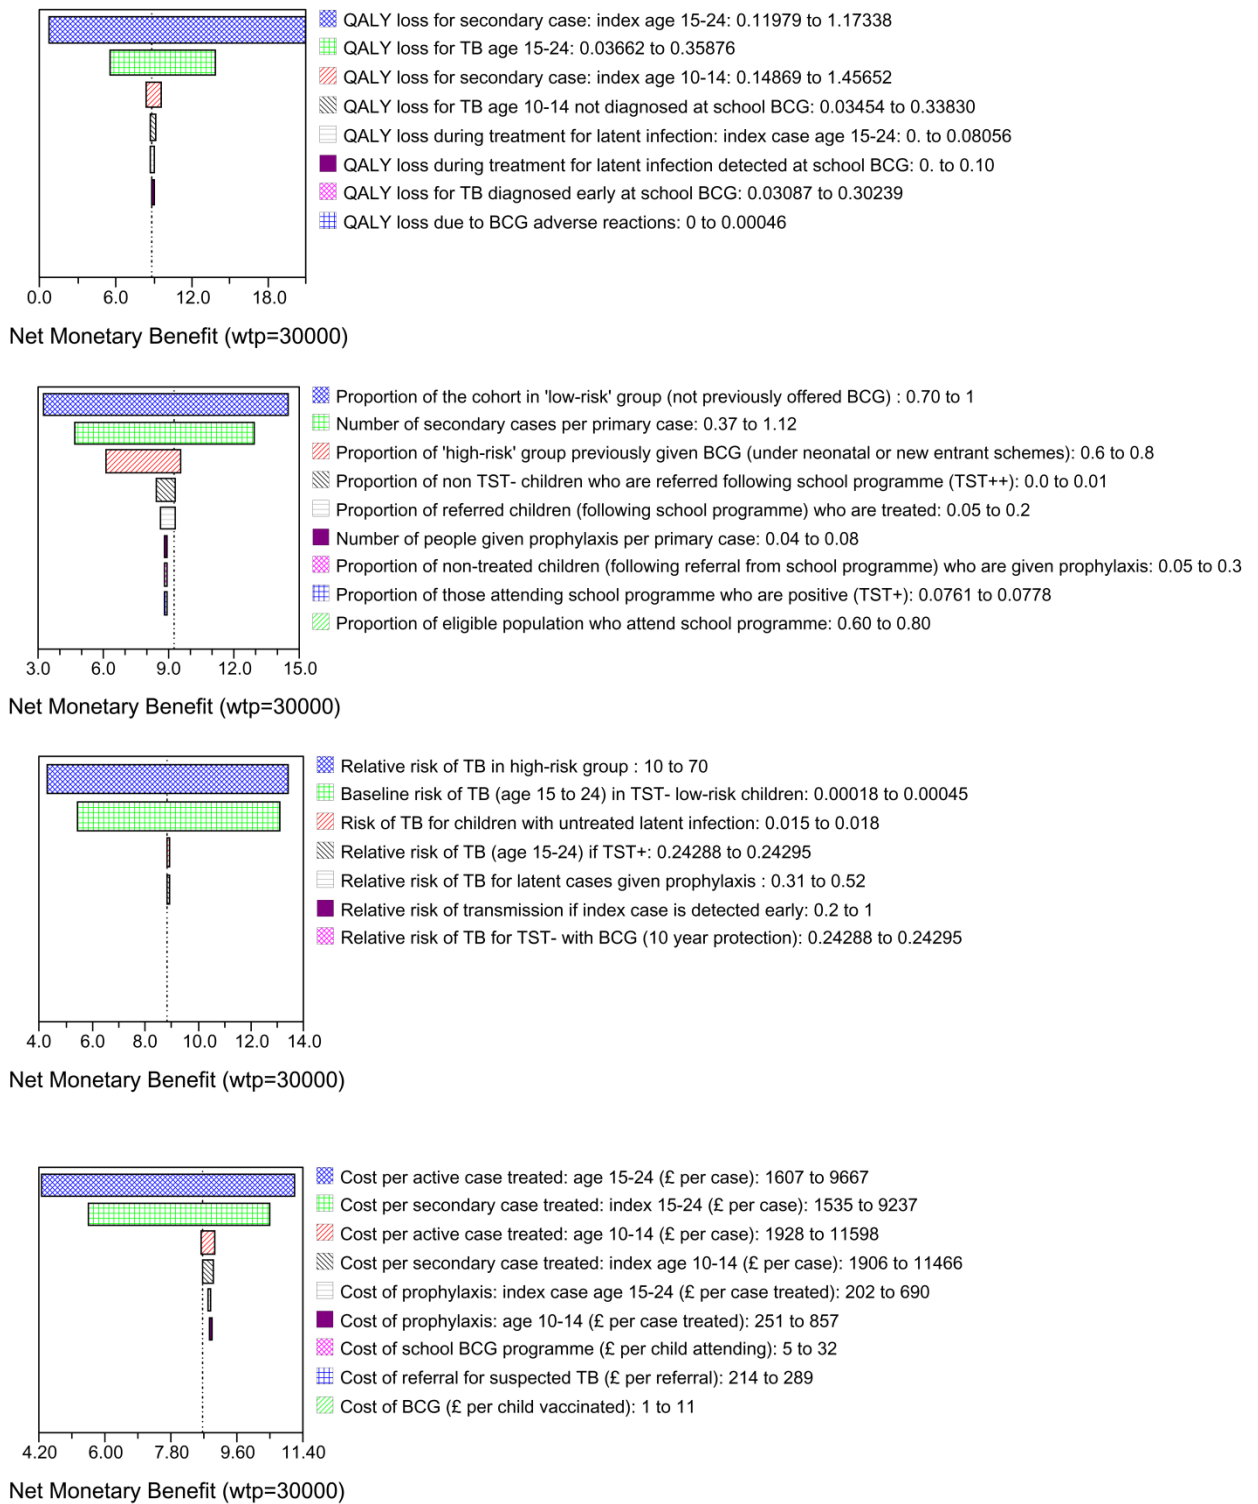 QALY loss for secondary case: index age 15-24: 0.11979 to 1.17338
QALY loss for TB age 15-24: 0.03662 to 0.35876
QALY loss for secondary case: index age 10-14: 0.14869 to 1.45652
QALY loss for TB age 10-14 not diagnosed at school BCG: 0.03454 to 0.33830
QALY loss during treatment for latent infection: index case age 15-24: 0. to 0.08056
QALY loss during treatment for latent infection detected at school BCG: 0. to 0.10
QALY loss for TB diagnosed early at school BCG: 0.03087 to 0.30239
QALY loss due to BCG adverse reactions: 0 to 0.00046
0.0 6.0 12.0 18.0
Net Monetary Benefit (wtp=30000)
Proportion of the cohort in 'low-risk' group (not previously offered BCG) : 0.70 to 1
Number of secondary cases per primary case: 0.37 to 1.12
Proportion of 'high-risk' group previously given BCG (under neonatal or new entrant schemes): 0.6 to 0.8
Proportion of non TST- children who are referred following school programme (TST++): 0.0 to 0.01
Proportion of referred children (following school programme) who are treated: 0.05 to 0.2
Number of people given prophylaxis per primary case: 0.04 to 0.08
Proportion of non-treated children (following referral from school programme) who are given prophylaxis: 0.05 to 0.3
Proportion of those attending school programme who are positive (TST+): 0.0761 to 0.0778
Proportion of eligible population who attend school programme: 0.60 to 0.80
3.0 6.0 9.0 12.0 15.0
Net Monetary Benefit (wtp=30000)
Relative risk of TB in high-risk group : 10 to 70
Baseline risk of TB (age 15 to 24) in TST- low-risk children: 0.00018 to 0.00045
Risk of TB for children with untreated latent infection: 0.015 to 0.018
Relative risk of TB (age 15-24) if TST+: 0.24288 to 0.24295
Relative risk of TB for latent cases given prophylaxis : 0.31 to 0.52
Relative risk of transmission if index case is detected early: 0.2 to 1
Relative risk of TB for TST- with BCG (10 year protection): 0.24288 to 0.24295
4.0 6.0 8.0 10.0 12.0 14.0
Net Monetary Benefit (wtp=30000)
Cost per active case treated: age 15-24 (£ per case): 1607 to 9667
Cost per secondary case treated: index 15-24 (£ per case): 1535 to 9237
Cost per active case treated: age 10-14 (£ per case): 1928 to 11598
Cost per secondary case treated: index age 10-14 (£ per case): 1906 to 11466
Cost of prophylaxis: index case age 15-24 (£ per case treated): 202 to 690
Cost of prophylaxis: age 10-14 (£ per case treated): 251 to 857
Cost of school BCG programme (£ per child attending): 5 to 32
Cost of referral for suspected TB (£ per referral): 214 to 289
Cost of BCG (£ per child vaccinated): 1 to 11
4.20 6.00 7.80 9.60 11.40
Net Monetary Benefit (wtp=30000)